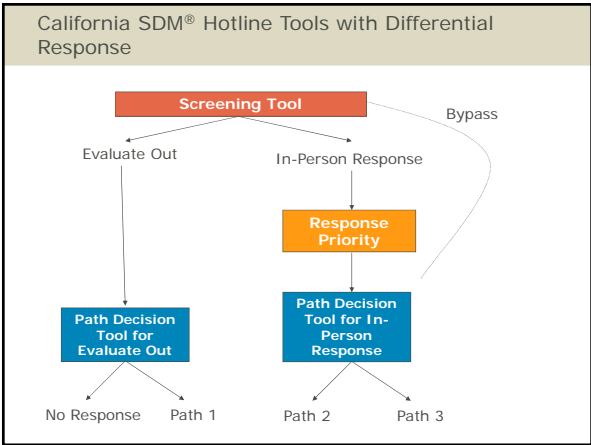 California SDM® Hotline Tools with Differential
Response
Screening Tool
Bypass
Evaluate Out
In-Person Response
Response
Priority
Path Decision
Tool for
Evaluate Out
Path Decision
Tool for In-
Person
Response
No Response
Path 1
Path 2
Path 3